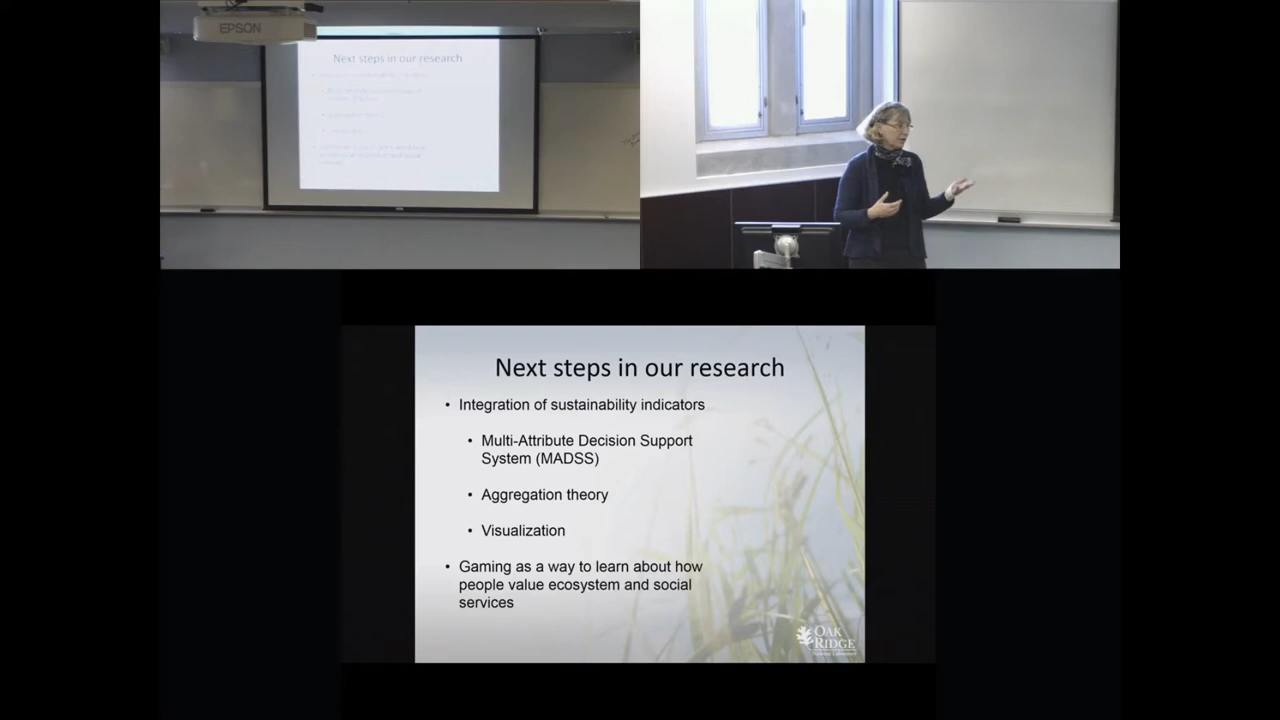 EPSON
Next steps in our research
Next steps in our research
• Integration of sustainability indicators
• Multi-Attribute Decision Support
System (MADSS)
• Aggregation theory
• Visualization
• Gaming as a way to learn about how
people value ecosystem and social
services
OAK
RIDGE
National Laboratory